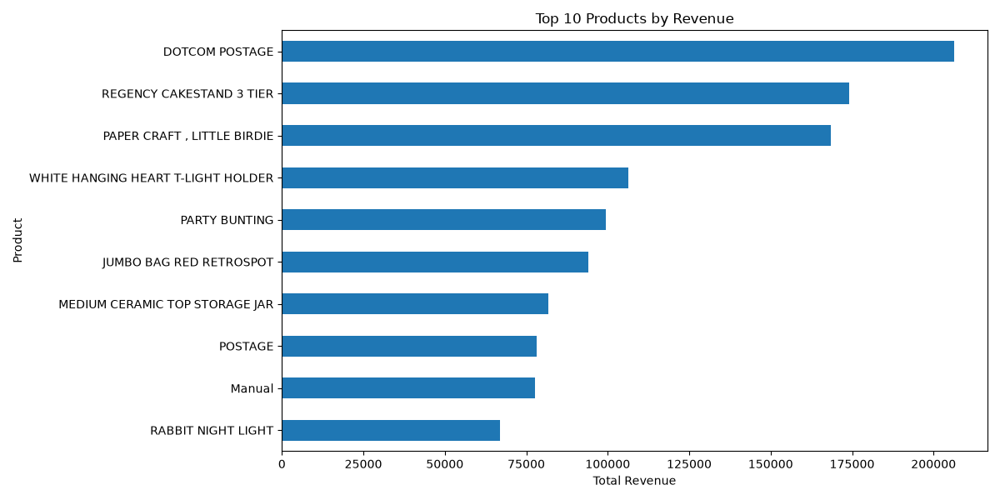 Top 10 Products by Revenue
Product
DOTCOM POSTAGE
REGENCY CAKESTAND 3 TIER
PAPER CRAFT , LITTLE BIRDIE
WHITE HANGING HEART T-LIGHT HOLDER
PARTY BUNTING
JUMBO BAG RED RETROSPOT
MEDIUM CERAMIC TOP STORAGE JAR
POSTAGE
Manual
RABBIT NIGHT LIGHT
0 25000 50000 75000 100000 125000 150000 175000 200000
Total Revenue